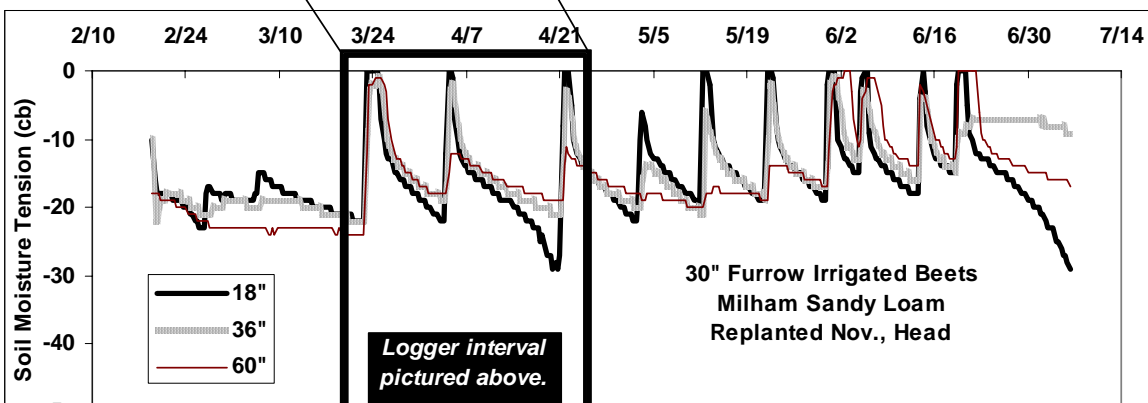 2/10 2/24 3/10 3/24 4/7 4/21 5/5 5/19 6/2 6/16 6/30 7/14
Soil Moisture Tension (cb)
0
-10
-20
-30
-40
18"
36"
60"
Logger interval
pictured above.
30" Furrow Irrigated Beets
Milham Sandy Loam
Replanted Nov., Head